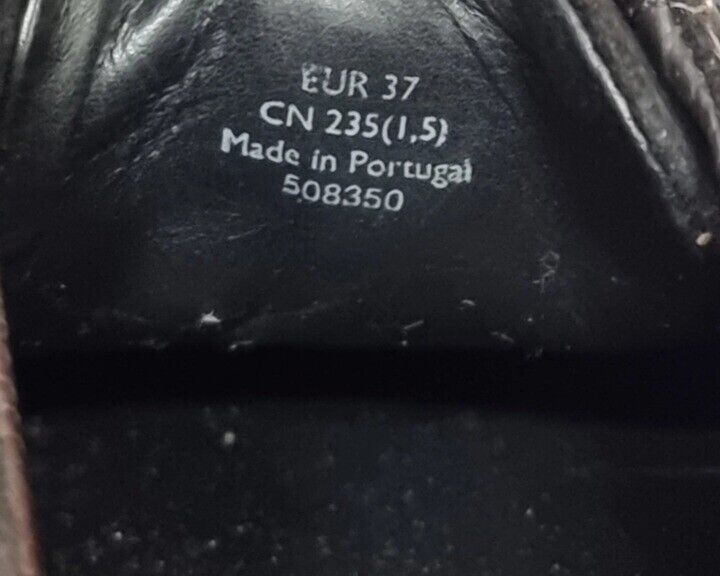 EUR 37
CN 235(1,5)
Made in Portugal
508350